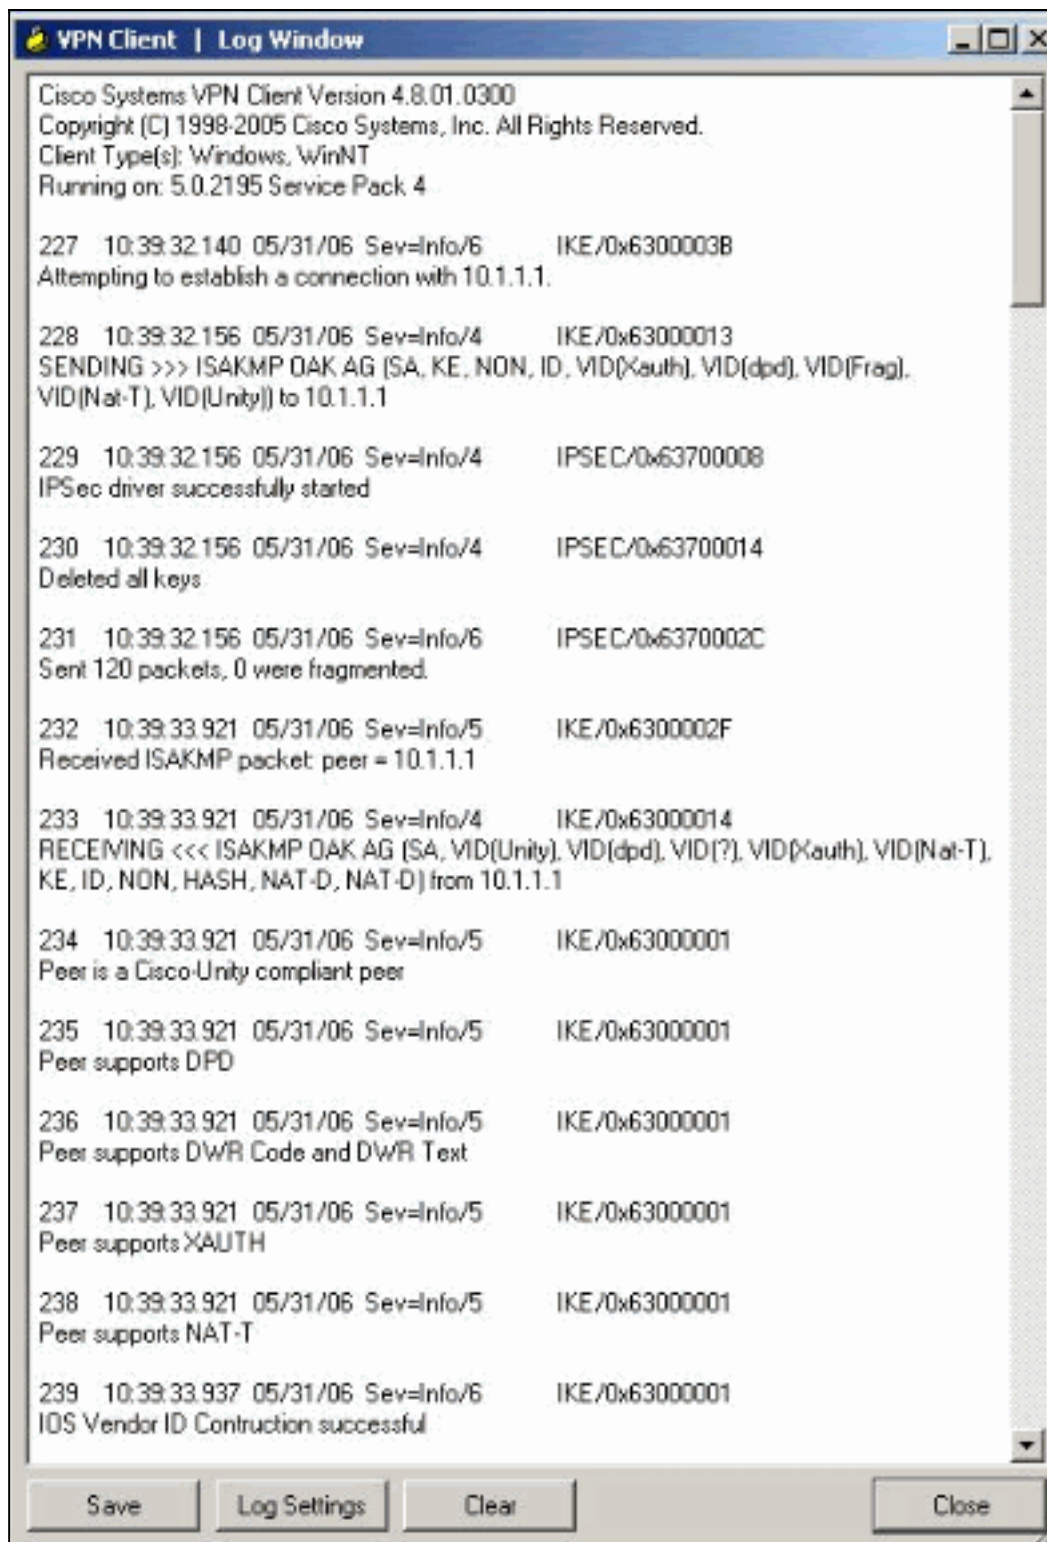 VPN Client | Log Window
Cisco Systems VPN Client Version 4.8.01.0300
Copyright (C) 1998-2005 Cisco Systems, Inc. All Rights Reserved.
Client Type(s): Windows, WinNT
Running on: 5.0.2195 Service Pack 4
227 10:39:32.140 05/31/06 Sev=Info/6 IKE/0x6300003B
Attempting to establish a connection with 10.1.1.1.
228 10:39:32.156 05/31/06 Sev=Info/4 IKE/0x63000013
SENDING >>> ISAKMP OAK AG (SA, KE, NON, ID, VID(Xauth), VID(dpd), VID(Frag),
VID(Nat-T), VID(Unity)) to 10.1.1.1
229 10:39:32.156 05/31/06 Sev=Info/4 IPSEC/0x63700008
IPSec driver successfully started
230 10:39:32.156 05/31/06 Sev=Info/4 IPSEC/0x63700014
Deleted all keys
231 10:39:32.156 05/31/06 Sev=Info/6 IPSEC/0x6370002C
Sent 120 packets, 0 were fragmented.
232 10:39:33.921 05/31/06 Sev=Info/5 IKE/0x6300002F
Received ISAKMP packet: peer = 10.1.1.1
233 10:39:33.921 05/31/06 Sev=Info/4 IKE/0x63000014
RECEIVING <<< ISAKMP OAK AG (SA, VID(Unity), VID(dpd), VID(?), VID(Xauth), VID(Nat-T),
KE, ID, NON, HASH, NAT-D, NAT-D) from 10.1.1.1
234 10:39:33.921 05/31/06 Sev=Info/5 IKE/0x63000001
Peer is a Cisco-Unity compliant peer
235 10:39:33.921 05/31/06 Sev=Info/5 IKE/0x63000001
Peer supports DPD
236 10:39:33.921 05/31/06 Sev=Info/5 IKE/0x63000001
Peer supports DWR Code and DWR Text
237 10:39:33.921 05/31/06 Sev=Info/5 IKE/0x63000001
Peer supports XAUTH
238 10:39:33.921 05/31/06 Sev=Info/5 IKE/0x63000001
Peer supports NAT-T
239 10:39:33.937 05/31/06 Sev=Info/6 IKE/0x63000001
IOS Vendor ID Contruction successful
Save Log Settings Clear Close